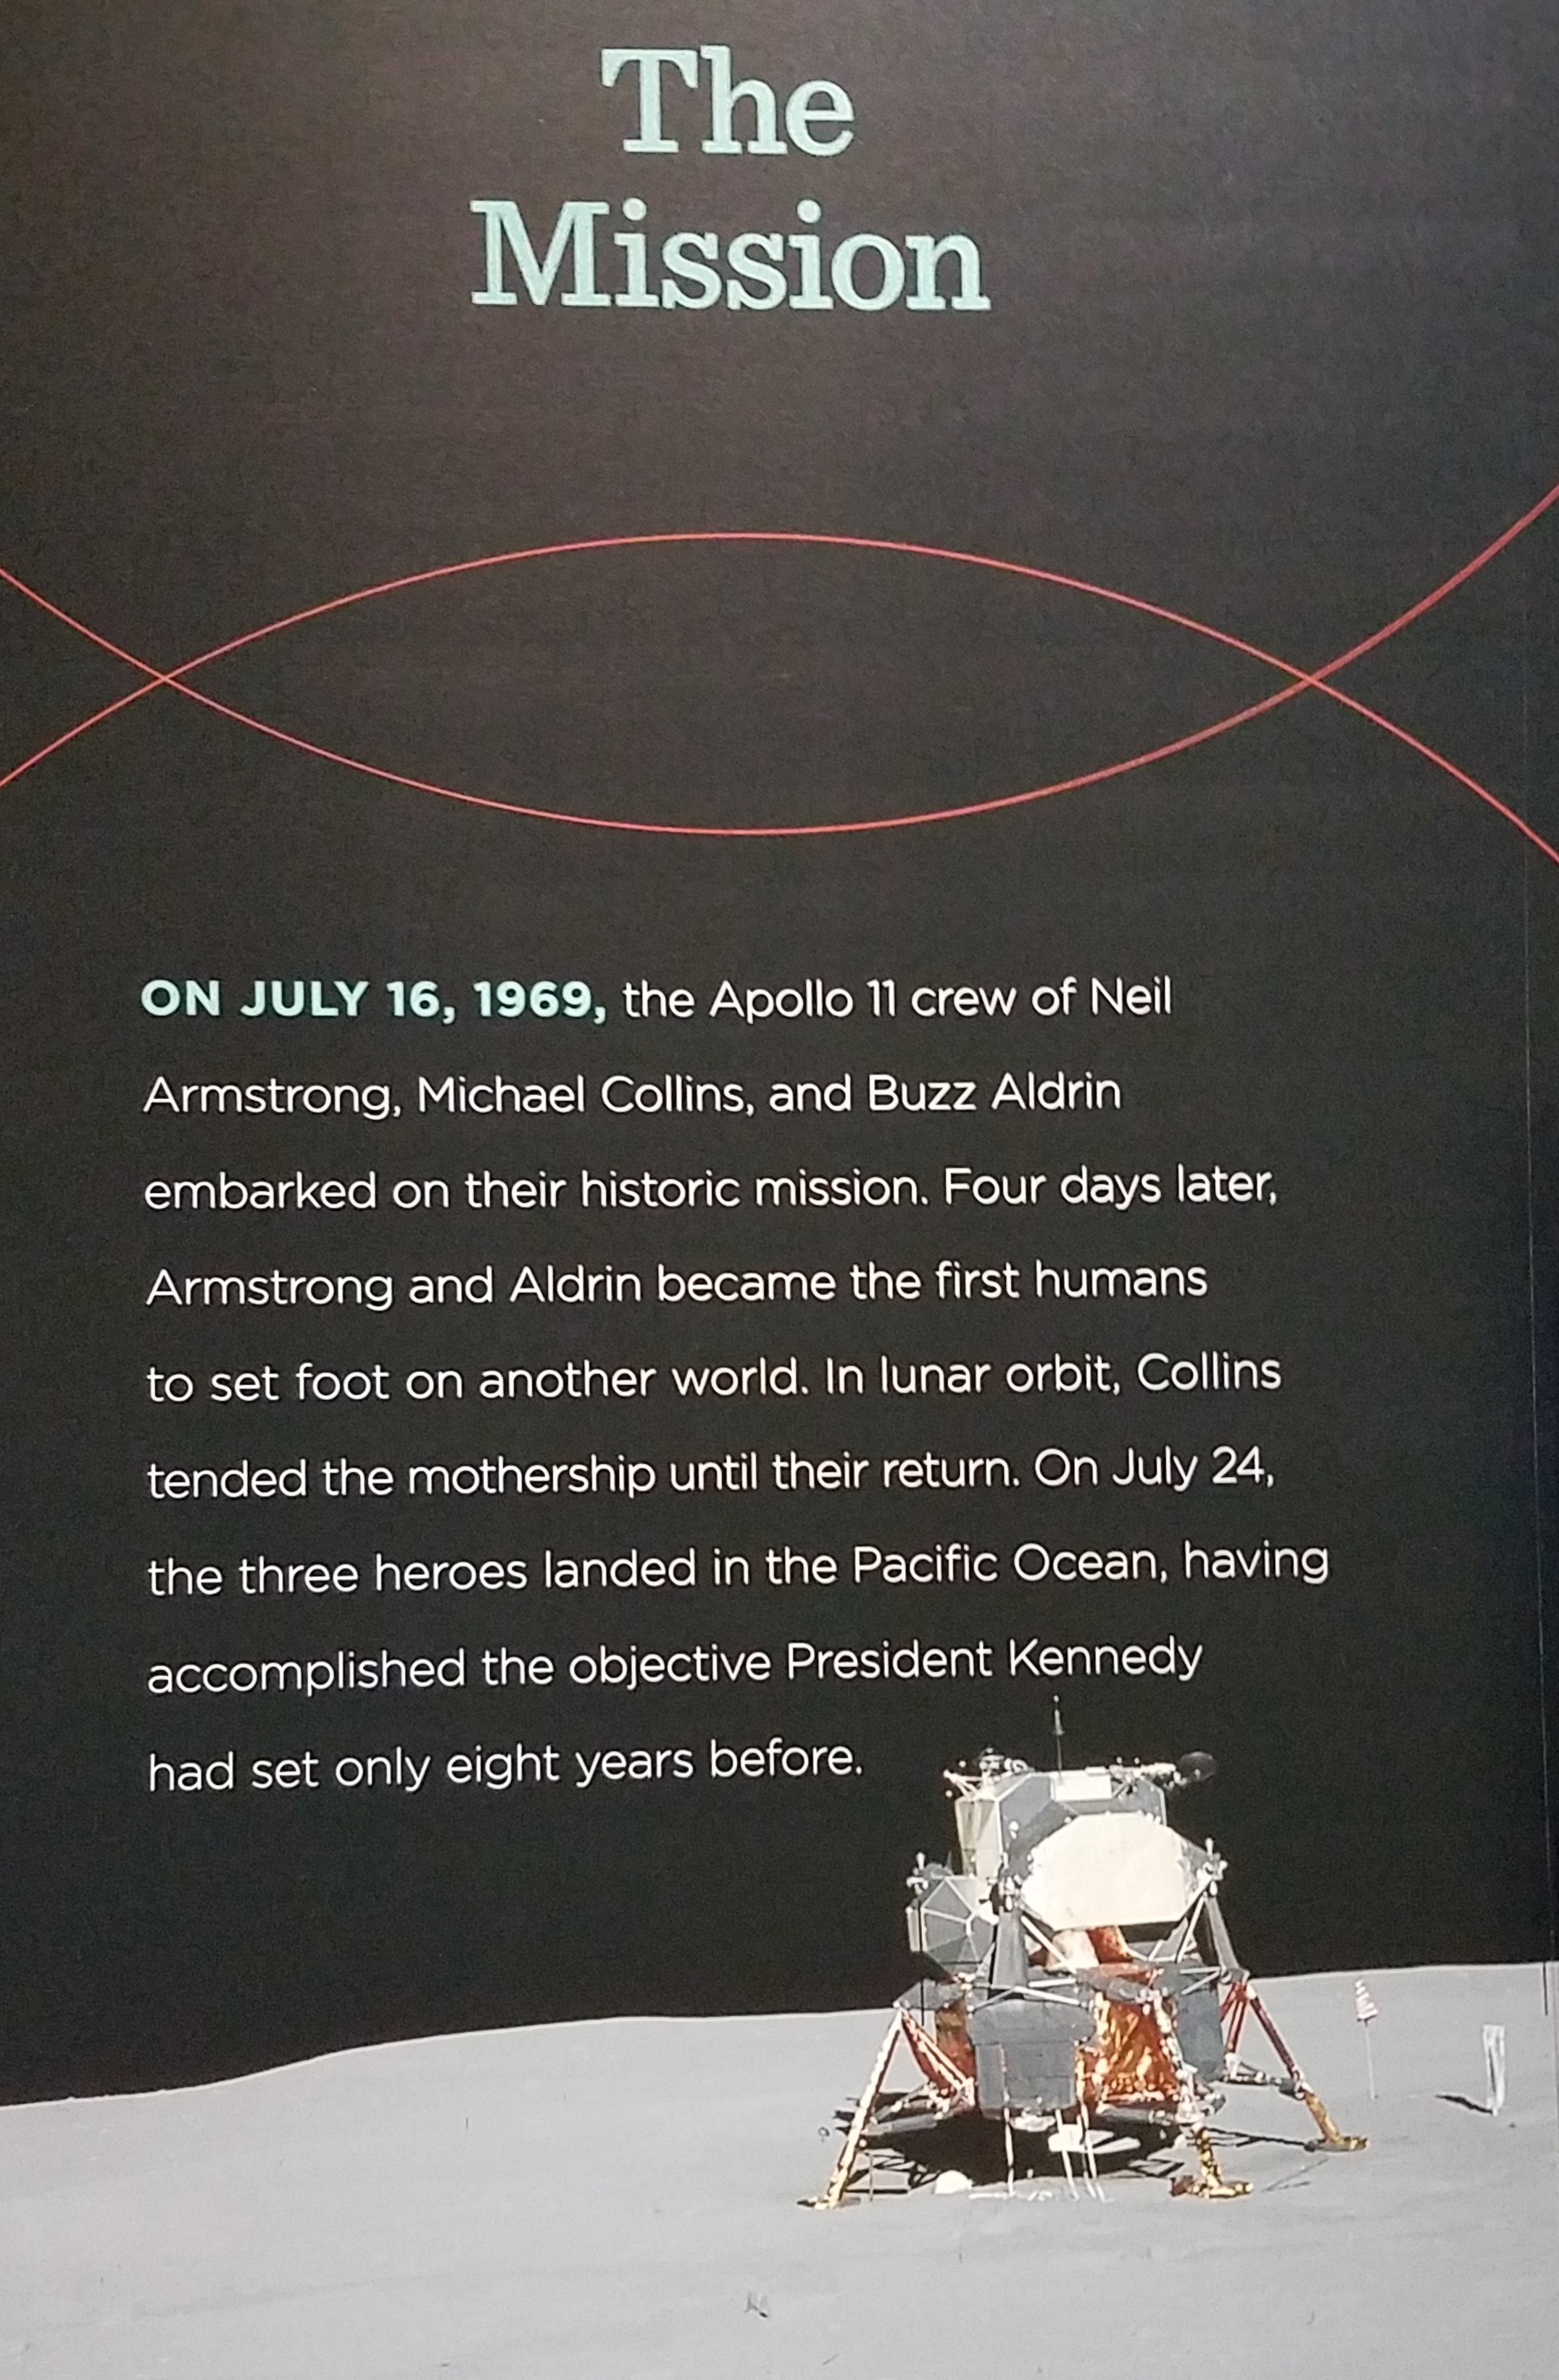 The
Mission
ON JULY 16, 1969, the Apollo 11 crew of Neil
Armstrong, Michael Collins, and Buzz Aldrin
embarked on their historic mission. Four days later,
Armstrong and Aldrin became the first humans
to set foot on another world. In lunar orbit, Collins
tended the mothership until their return. On July 24,
the three heroes landed in the Pacific Ocean, having
accomplished the objective President Kennedy
had set only eight years before.